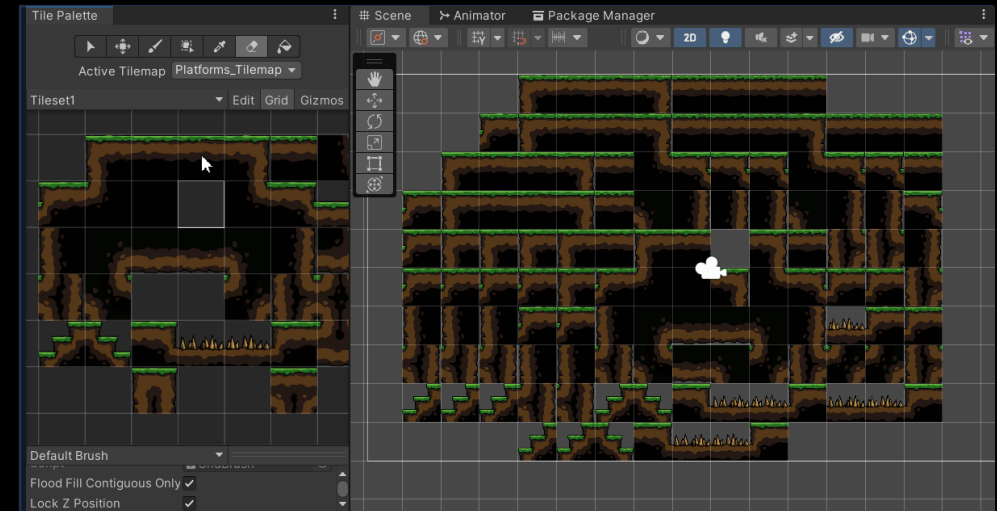 Tile Palette
Scene
Animator
Package Manager
2D
Active Tilemap
Platforms_Tilemap
Tileset1
Edit
Grid
Gizmos
Default Brush
Flood Fill Contiguous Only
Lock Z Position